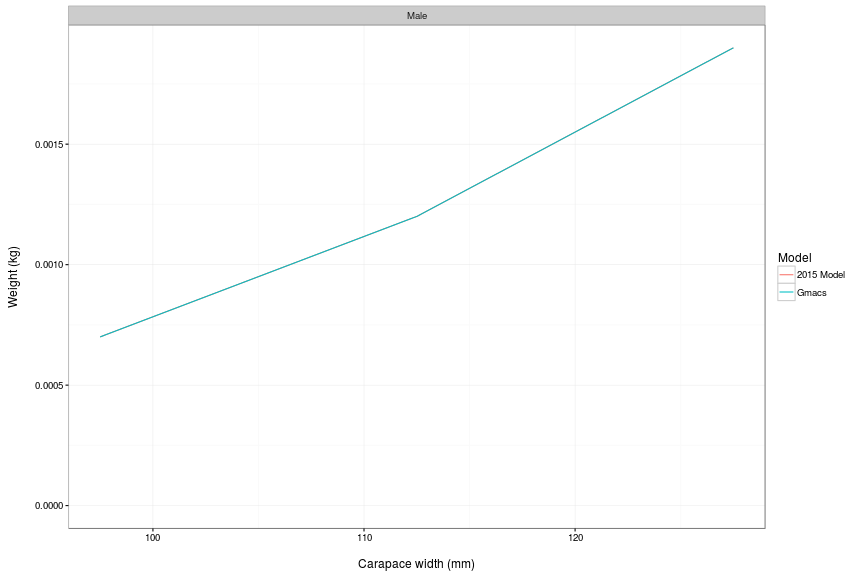 Male
Weight (kg)
0.0015
0.0010
0.0005
0.0000
100
110
120
Carapace width (mm)
Model
2015 Model
Gmacs